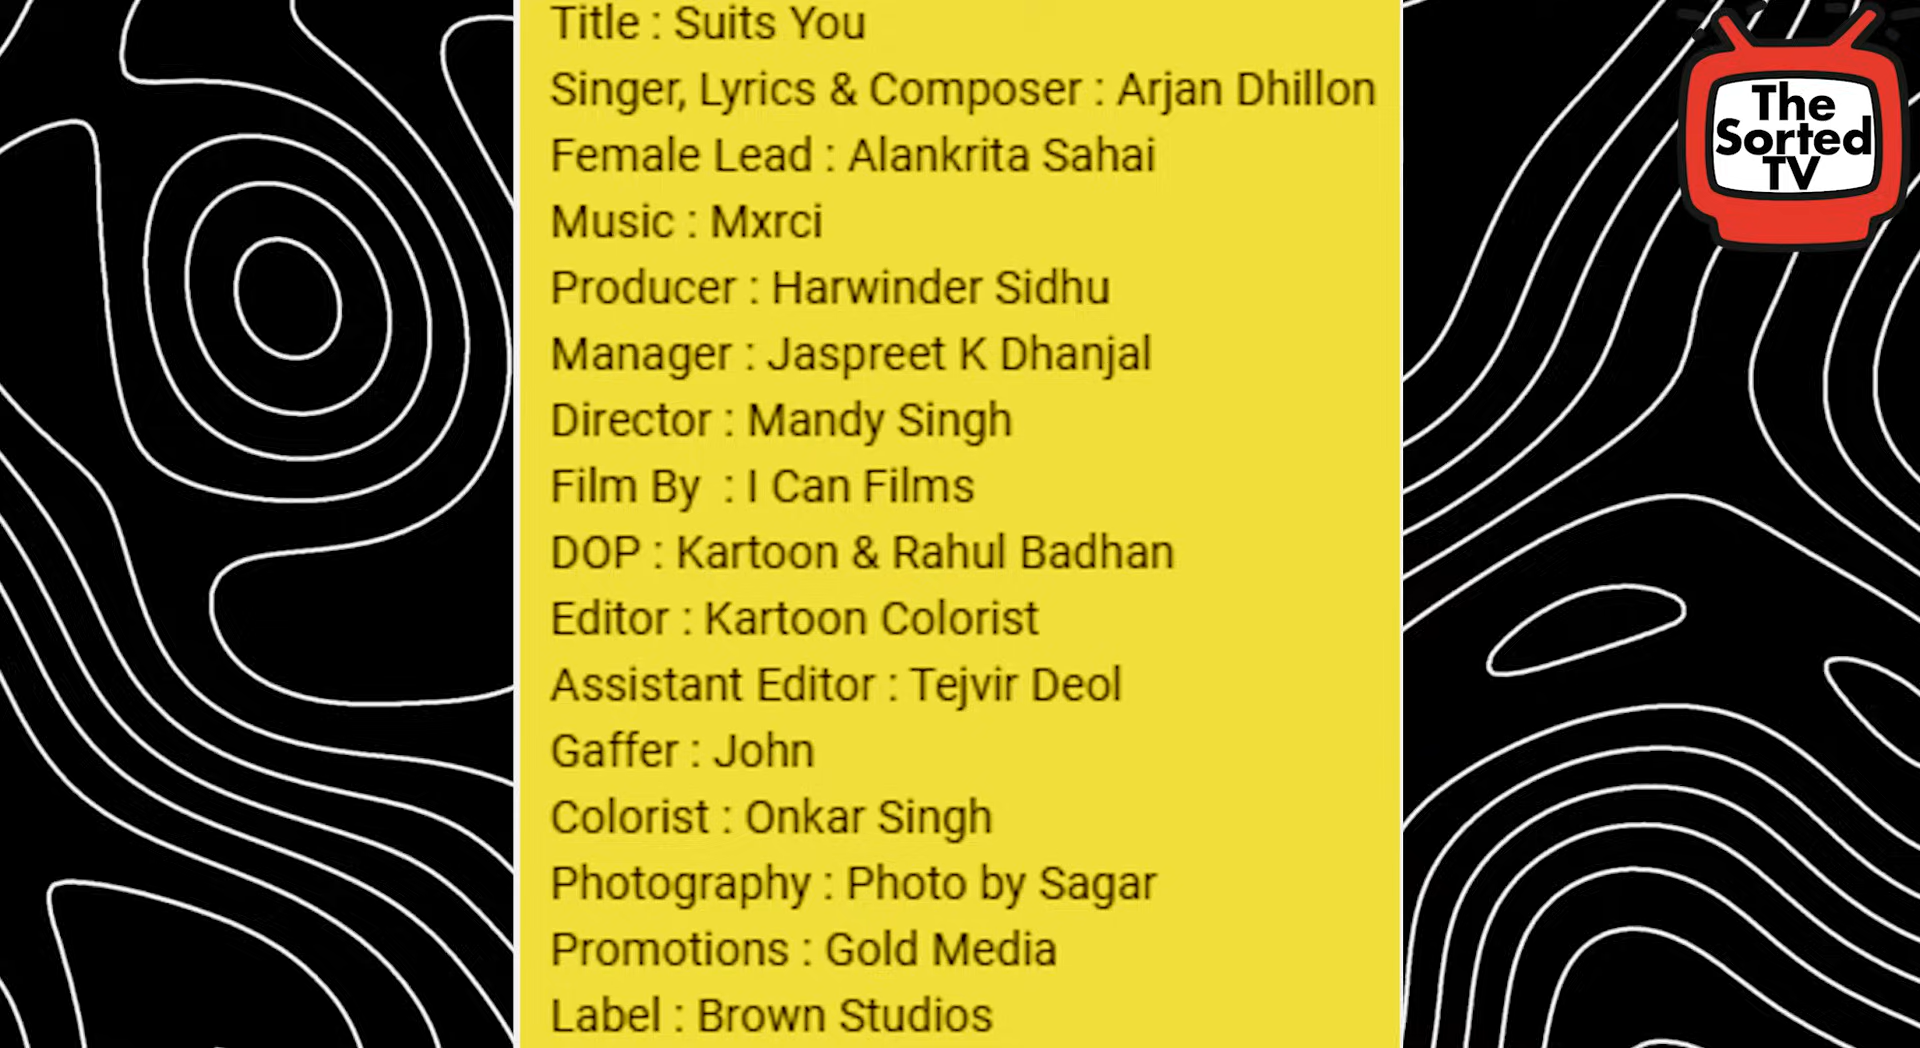 Title : Suits You
Singer, Lyrics & Composer : Arjan Dhillon
Female Lead : Alankrita Sahai
Music : Mxrci
Producer : Harwinder Sidhu
Manager : Jaspreet K Dhanjal
Director : Mandy Singh
Film By  : I Can Films
DOP : Kartoon & Rahul Badhan
Editor : Kartoon Colorist
Assistant Editor : Tejvir Deol
Gaffer : John
Colorist : Onkar Singh
Photography : Photo by Sagar
Promotions : Gold Media
Label : Brown Studios
The
Sorted
TV